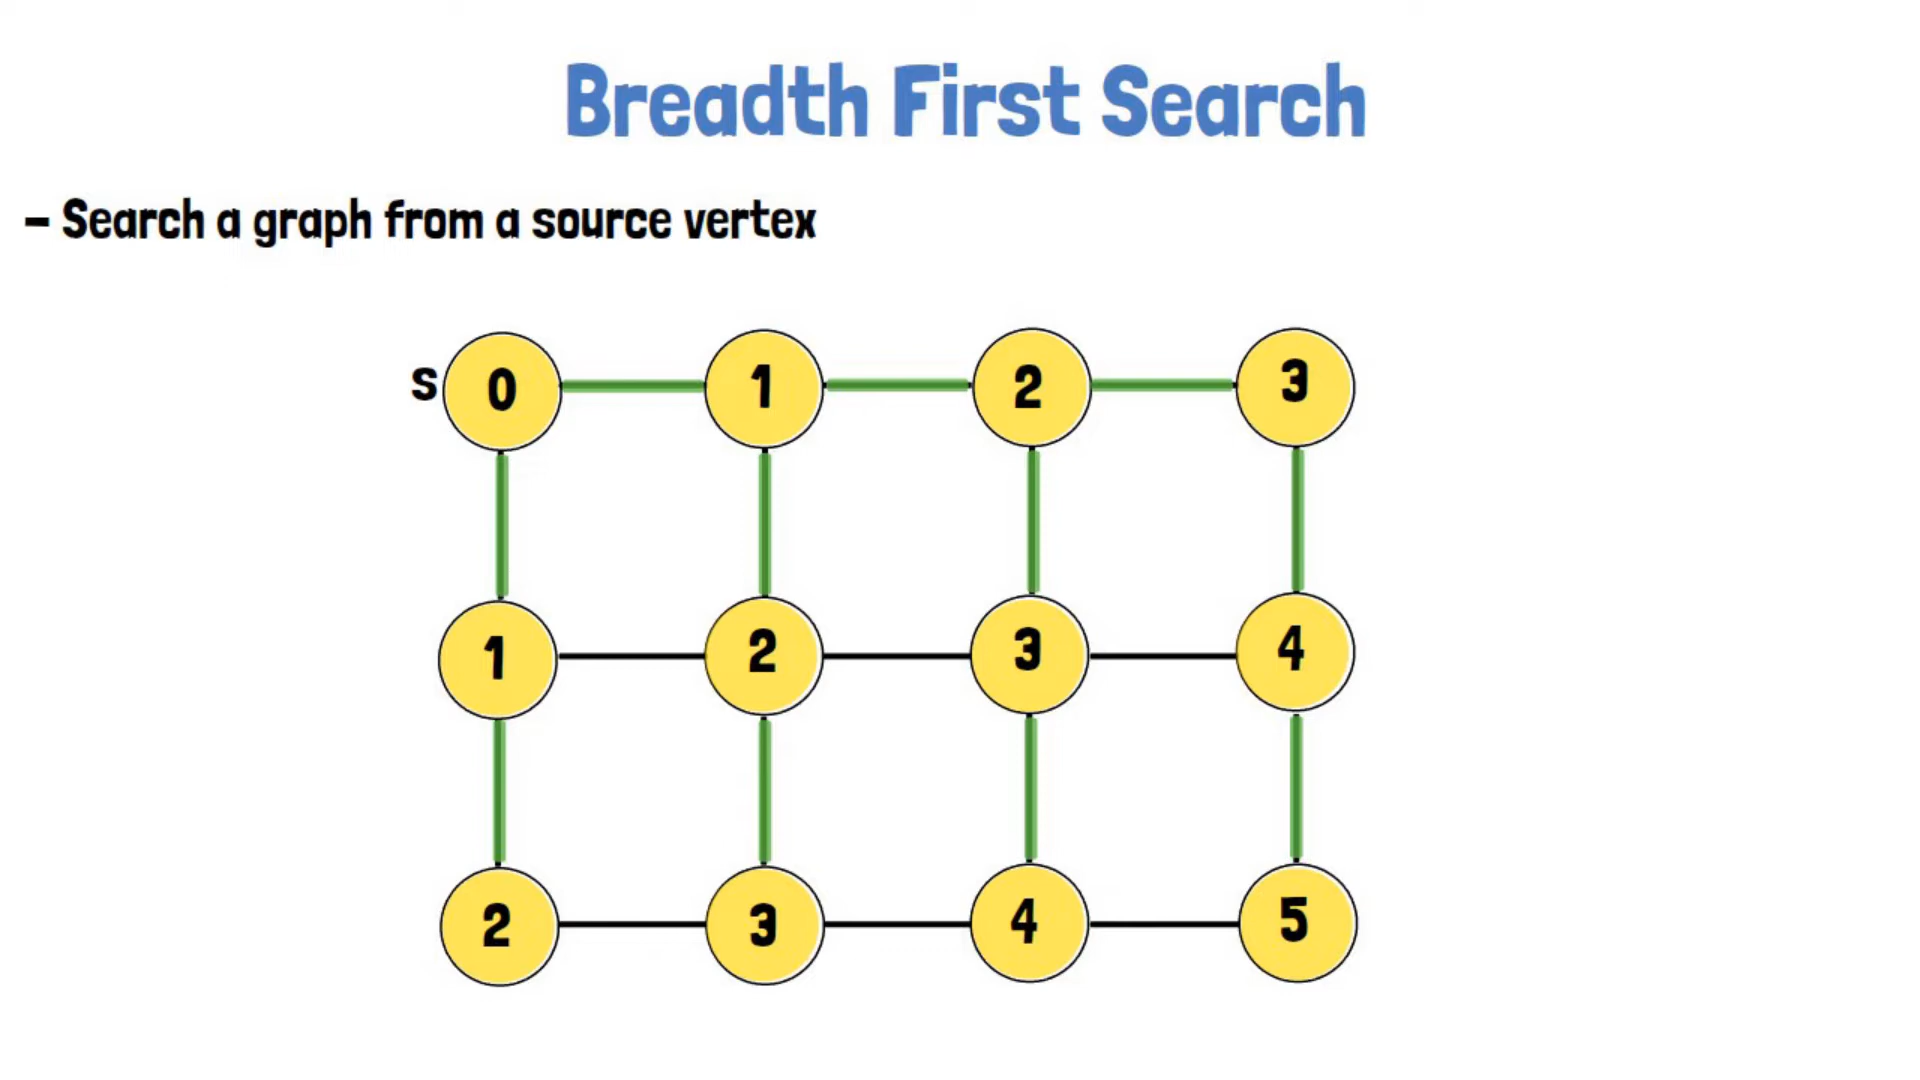 Breadth First Search
- Search a graph from a source vertex
S 0 1 2 3
1 2 3 4
2 3 4 5